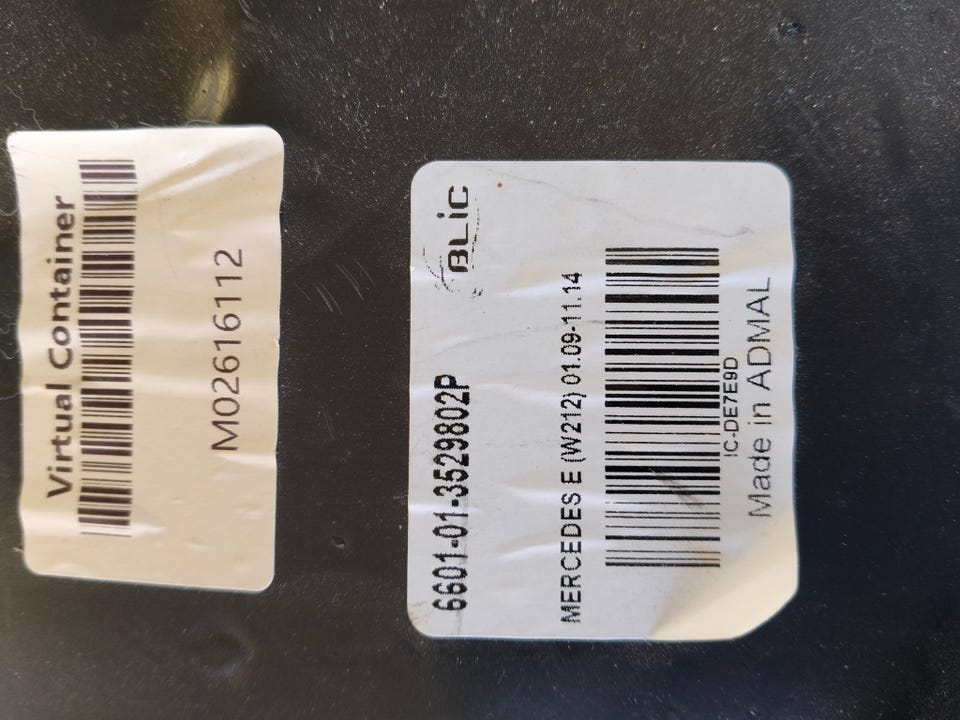 Virtual Container
M02616112
BLiC
6601-01-3529802P
MERCEDES E (W212) 01.09-11.14
IC-DE7E9D
Made in ADMAL